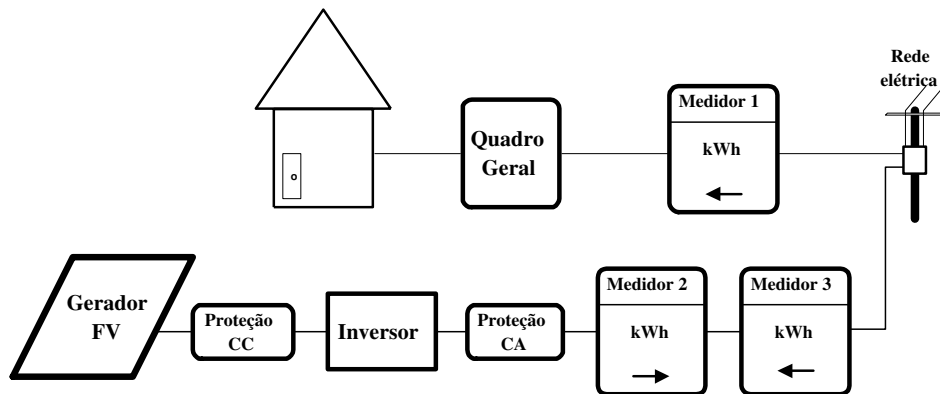 Rede
elétrica
Medidor 1
kWh
Quadro
Geral
Gerador
FV
Proteção
CC
Inversor
Proteção
CA
Medidor 2
kWh
Medidor 3
kWh